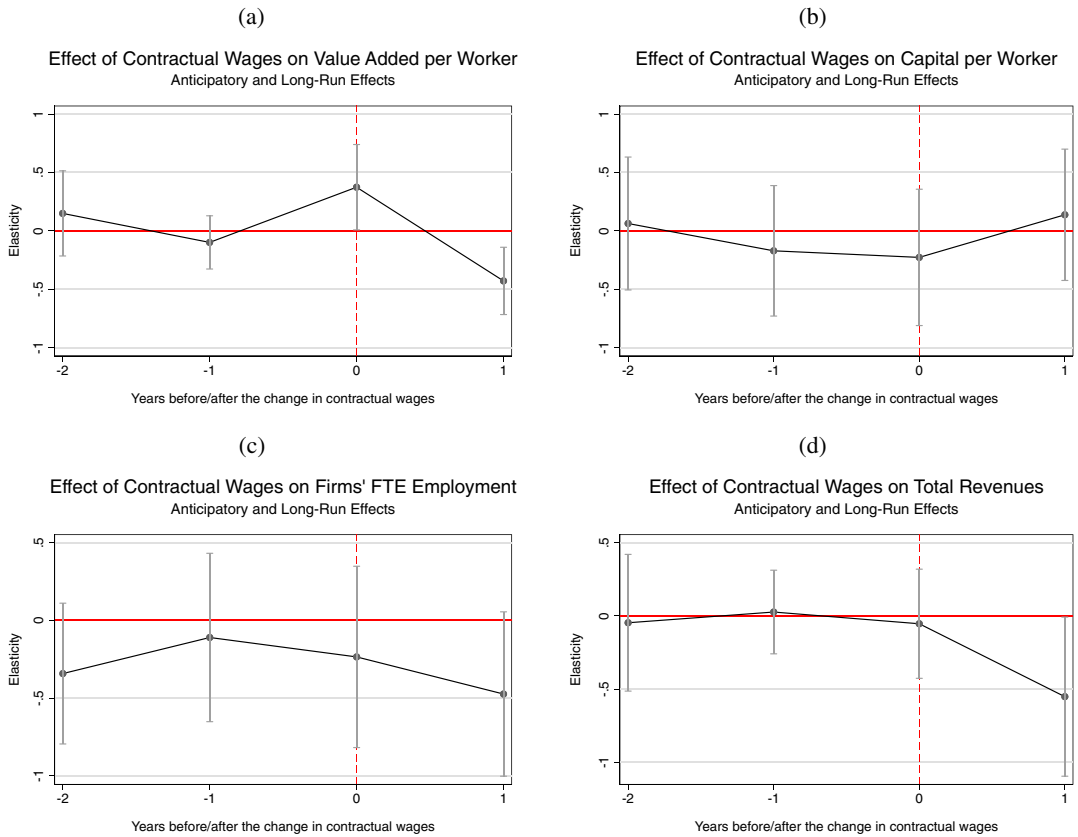 (a)
Effect of Contractual Wages on Value Added per Worker
Anticipatory and Long-Run Effects
1
.5
0
-.5
-1
Elasticity
-2 -1 0 1
Years before/after the change in contractual wages
(b)
Effect of Contractual Wages on Capital per Worker
Anticipatory and Long-Run Effects
1
.5
0
-.5
-1
Elasticity
-2 -1 0 1
Years before/after the change in contractual wages
(c)
Effect of Contractual Wages on Firms' FTE Employment
Anticipatory and Long-Run Effects
.5
0
-.5
-1
Elasticity
-2 -1 0 1
Years before/after the change in contractual wages
(d)
Effect of Contractual Wages on Total Revenues
Anticipatory and Long-Run Effects
.5
0
-.5
-1
Elasticity
-2 -1 0 1
Years before/after the change in contractual wages